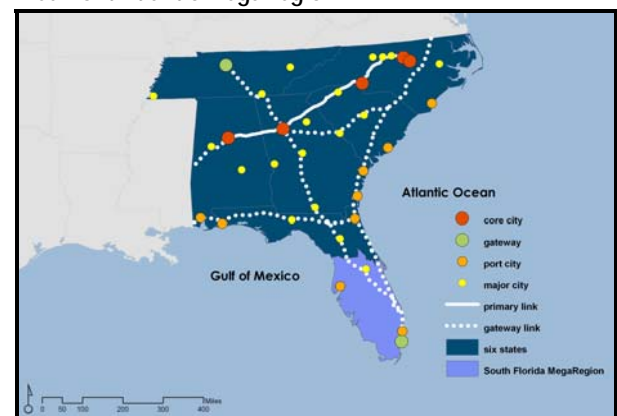 Atlantic Ocean
core city
gateway
Gulf of Mexico
port city
major city
primary link
gateway link
six states
South Florida MegaRegion
Miles
0 50 100 200 300 400